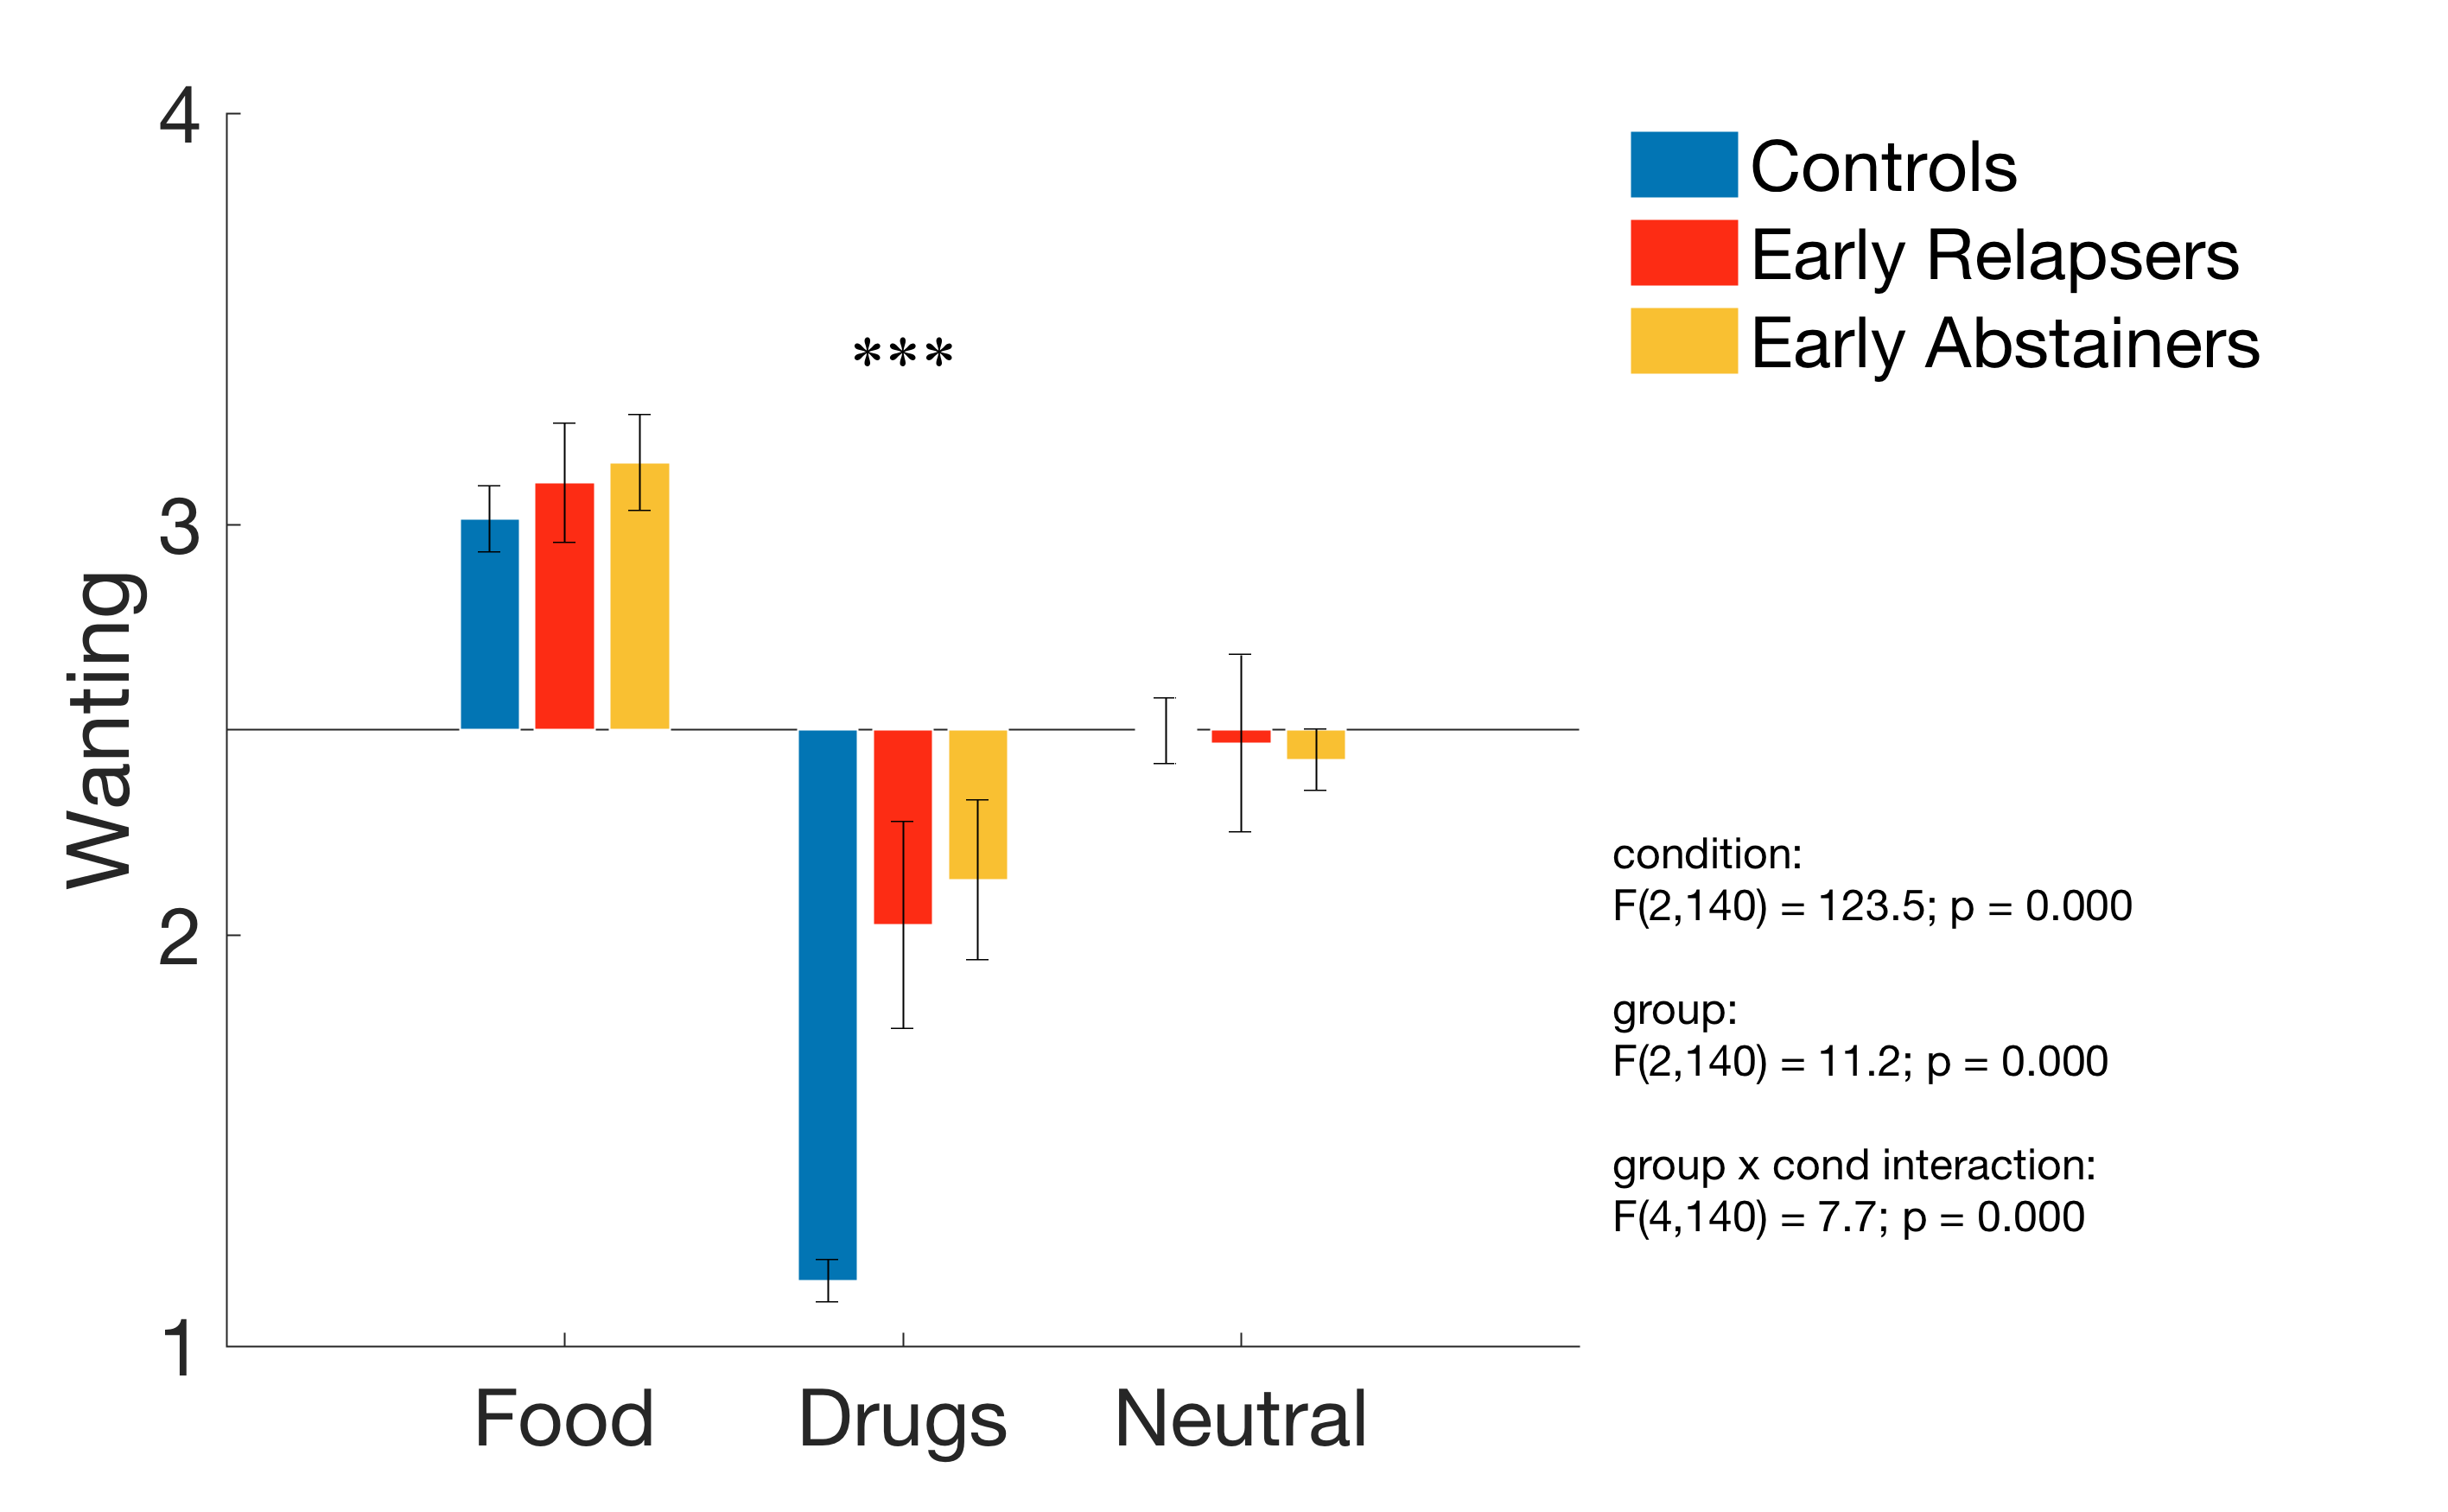 4
3
2
1
Wanting
***
Food Drugs Neutral
Controls
Early Relapsers
Early Abstainers
condition:
F(2,140) = 123.5; p = 0.000
group:
F(2,140) = 11.2; p = 0.000
group x cond interaction:
F(4,140) = 7.7; p = 0.000